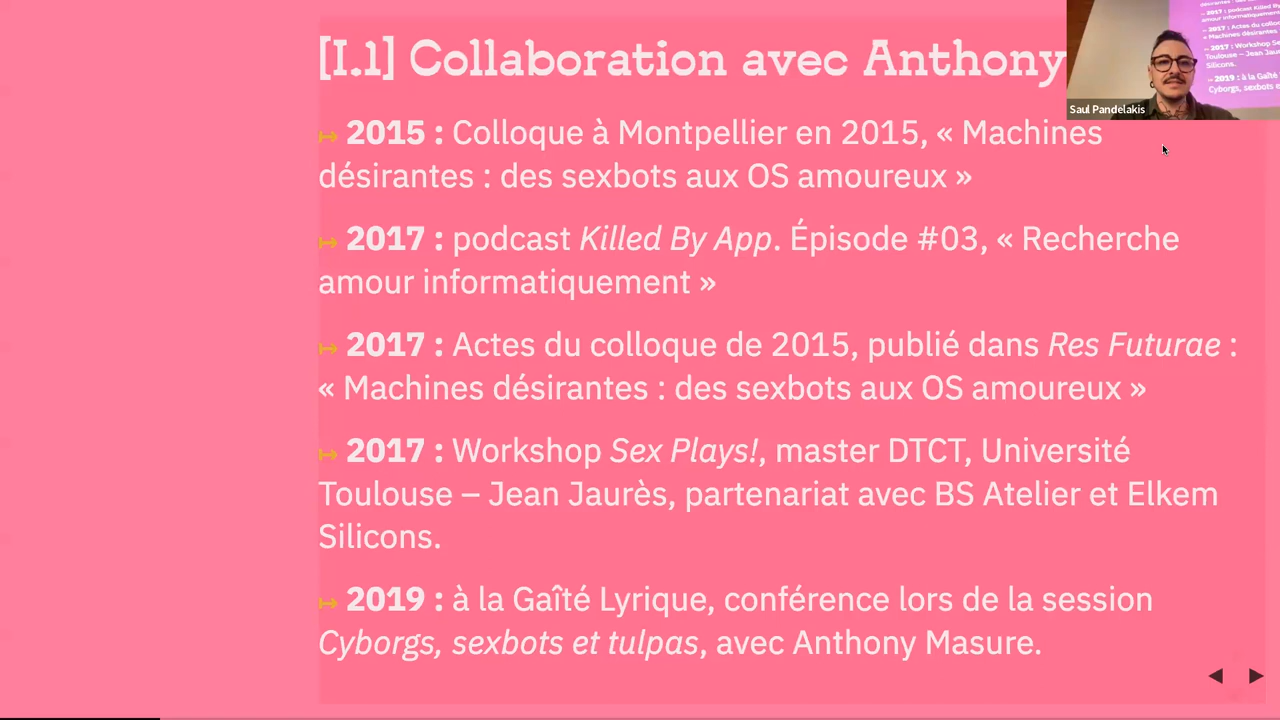 [I.1] Collaboration avec Anthony
↦ 2015 : Colloque à Montpellier en 2015, « Machines
désirantes : des sexbots aux OS amoureux »
↦ 2017 : podcast Killed By App. Épisode #03, « Recherche
amour informatiquement »
↦ 2017 : Actes du colloque de 2015, publié dans Res Futurae :
« Machines désirantes : des sexbots aux OS amoureux »
↦ 2017 : Workshop Sex Plays!, master DTCT, Université
Toulouse – Jean Jaurès, partenariat avec BS Atelier et Elkem
Silicons.
↦ 2019 : à la Gaîté Lyrique, conférence lors de la session
Cyborgs, sexbots et tulpas, avec Anthony Masure.
Saul Pandelakis